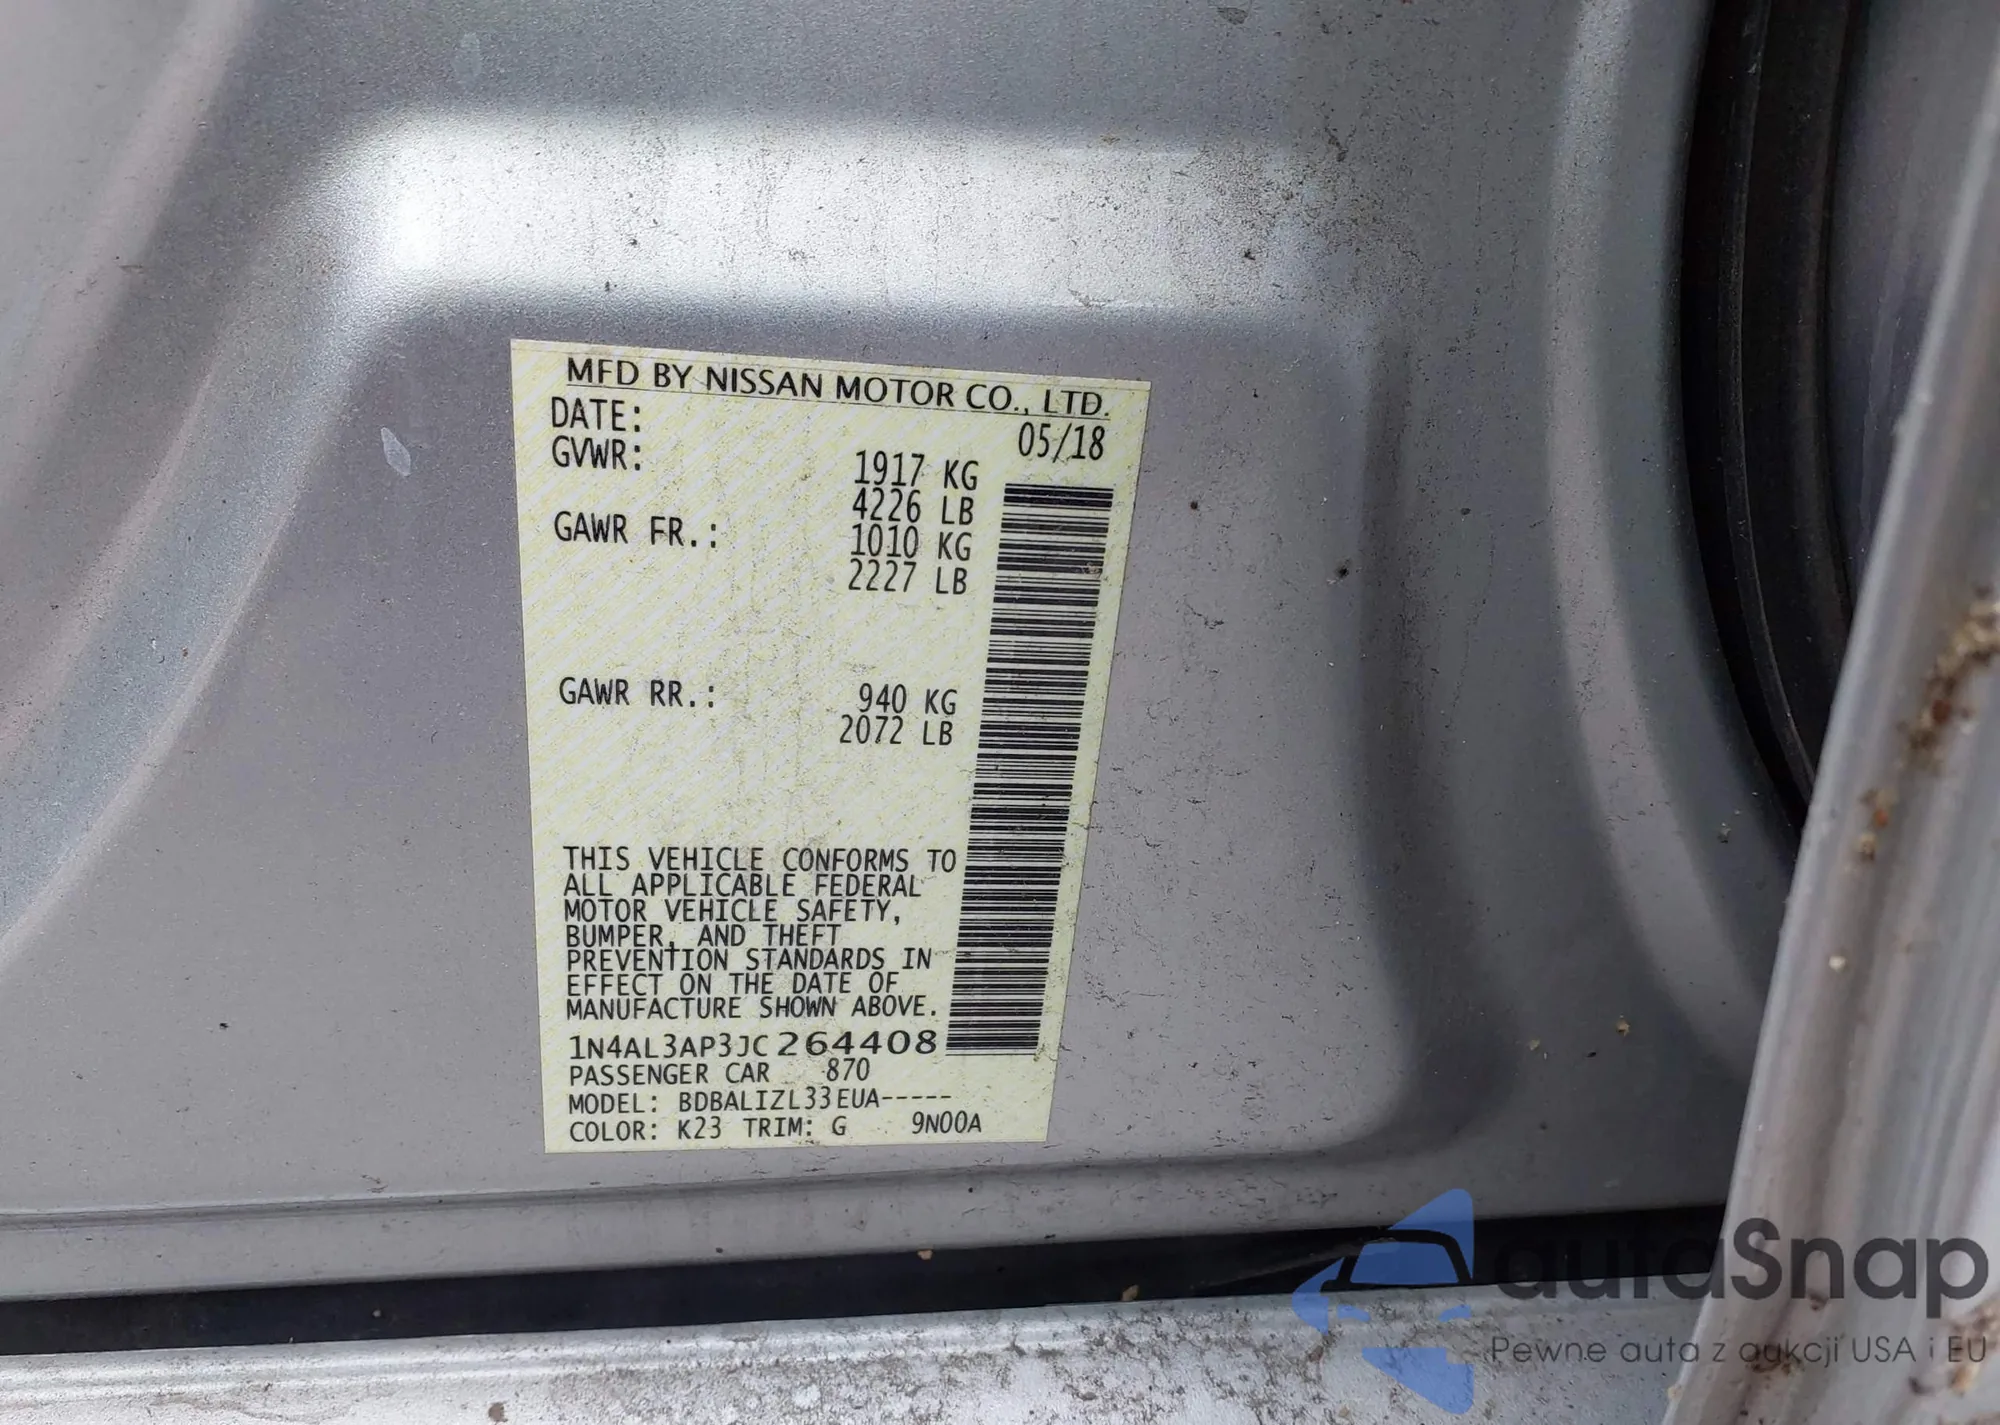 MFD BY NISSAN MOTOR CO., LTD.
DATE: 05/18
GVWR: 1917 KG
4226 LB
GAWR FR.: 1010 KG
2227 LB
GAWR RR.: 940 KG
2072 LB
THIS VEHICLE CONFORMS TO
ALL APPLICABLE FEDERAL
MOTOR VEHICLE SAFETY,
BUMPER, AND THEFT
PREVENTION STANDARDS IN
EFFECT ON THE DATE OF
MANUFACTURE SHOWN ABOVE.
1N4AL3AP3JC264408
PASSENGER CAR 870
MODEL: BDBALIZL33EUA-----
COLOR: K23 TRIM: G 9N00A
autaSnap
Pewne auta z aukcji USA i EU